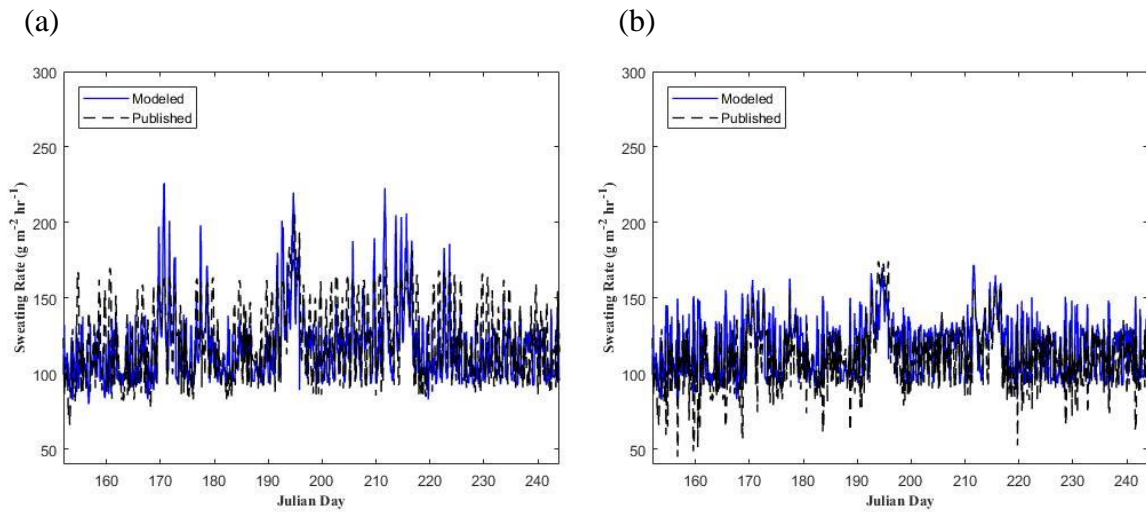 (a)
(b)
300
250
200
150
100
50
Sweating Rate (g m⁻² hr⁻¹)
Modeled
Published
160 170 180 190 200 210 220 230 240
Julian Day
300
250
200
150
100
50
Sweating Rate (g m⁻² hr⁻¹)
Modeled
Published
160 170 180 190 200 210 220 230 240
Julian Day